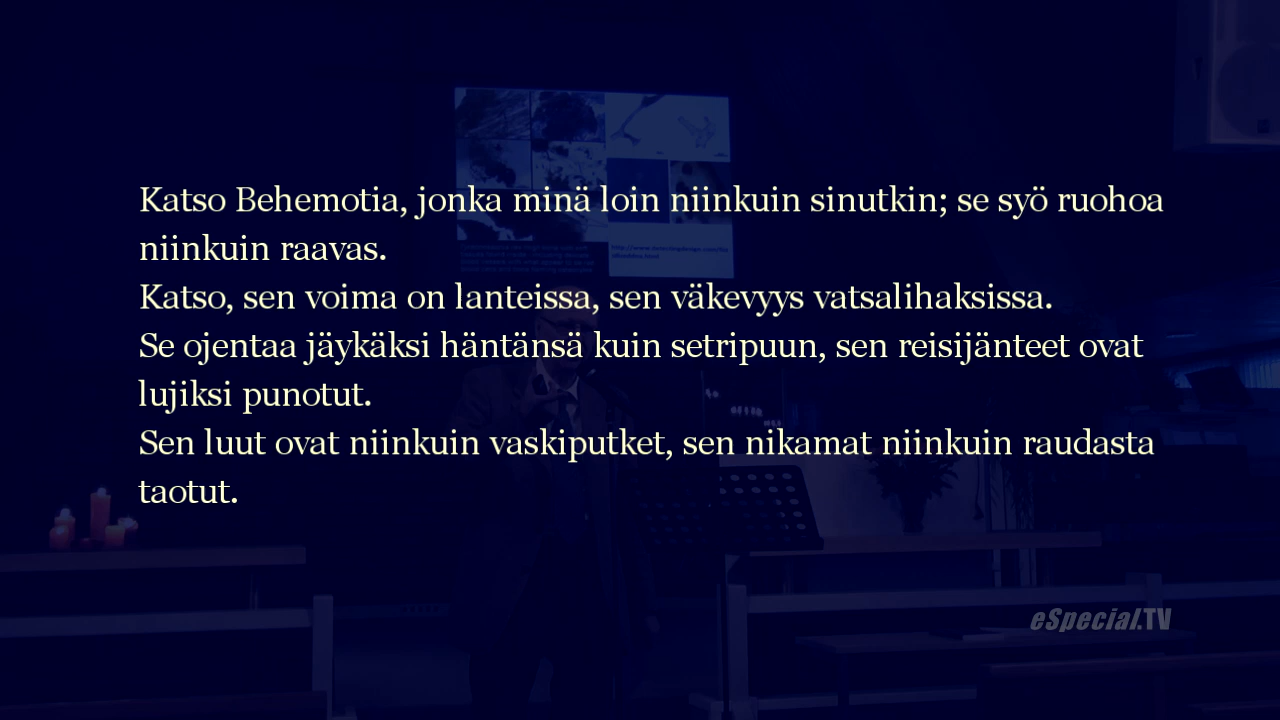 Katso Behemotia, jonka minä loin niinkuin sinutkin; se syö ruohoa
niinkuin raavas.
Katso, sen voima on lanteissa, sen väkevyys vatsalihaksissa.
Se ojentaa jäykäksi häntänsä kuin setripuun, sen reisijänteet ovat
lujiksi punotut.
Sen luut ovat niinkuin vaskiputket, sen nikamat niinkuin raudasta
taotut.
eSpecial.TV